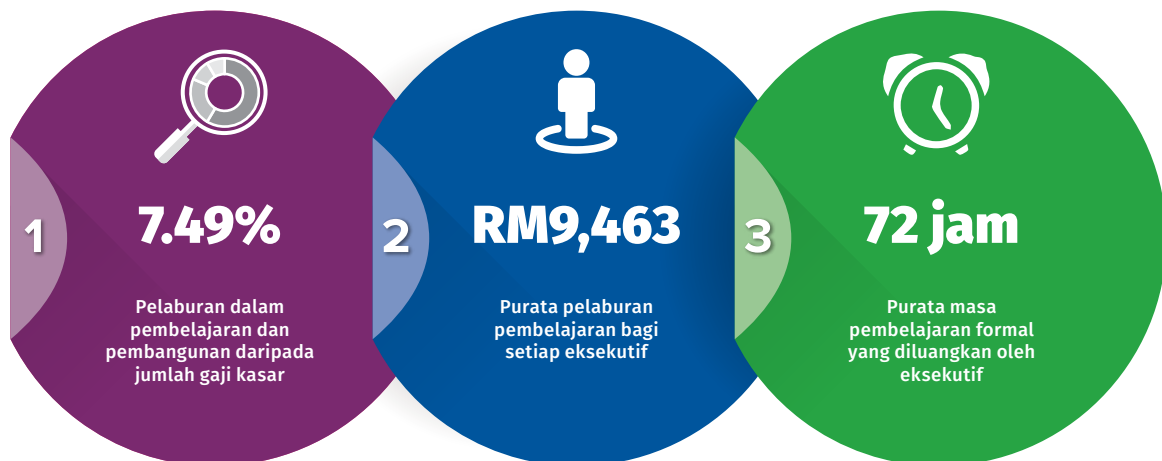 1
7.49%
Pelaburan dalam
pembelajaran dan
pembangunan daripada
jumlah gaji kasar
2
RM9,463
Purata pelaburan
pembelajaran bagi
setiap eksekutif
3
72 jam
Purata masa
pembelajaran formal
yang diluangkan oleh
eksekutif